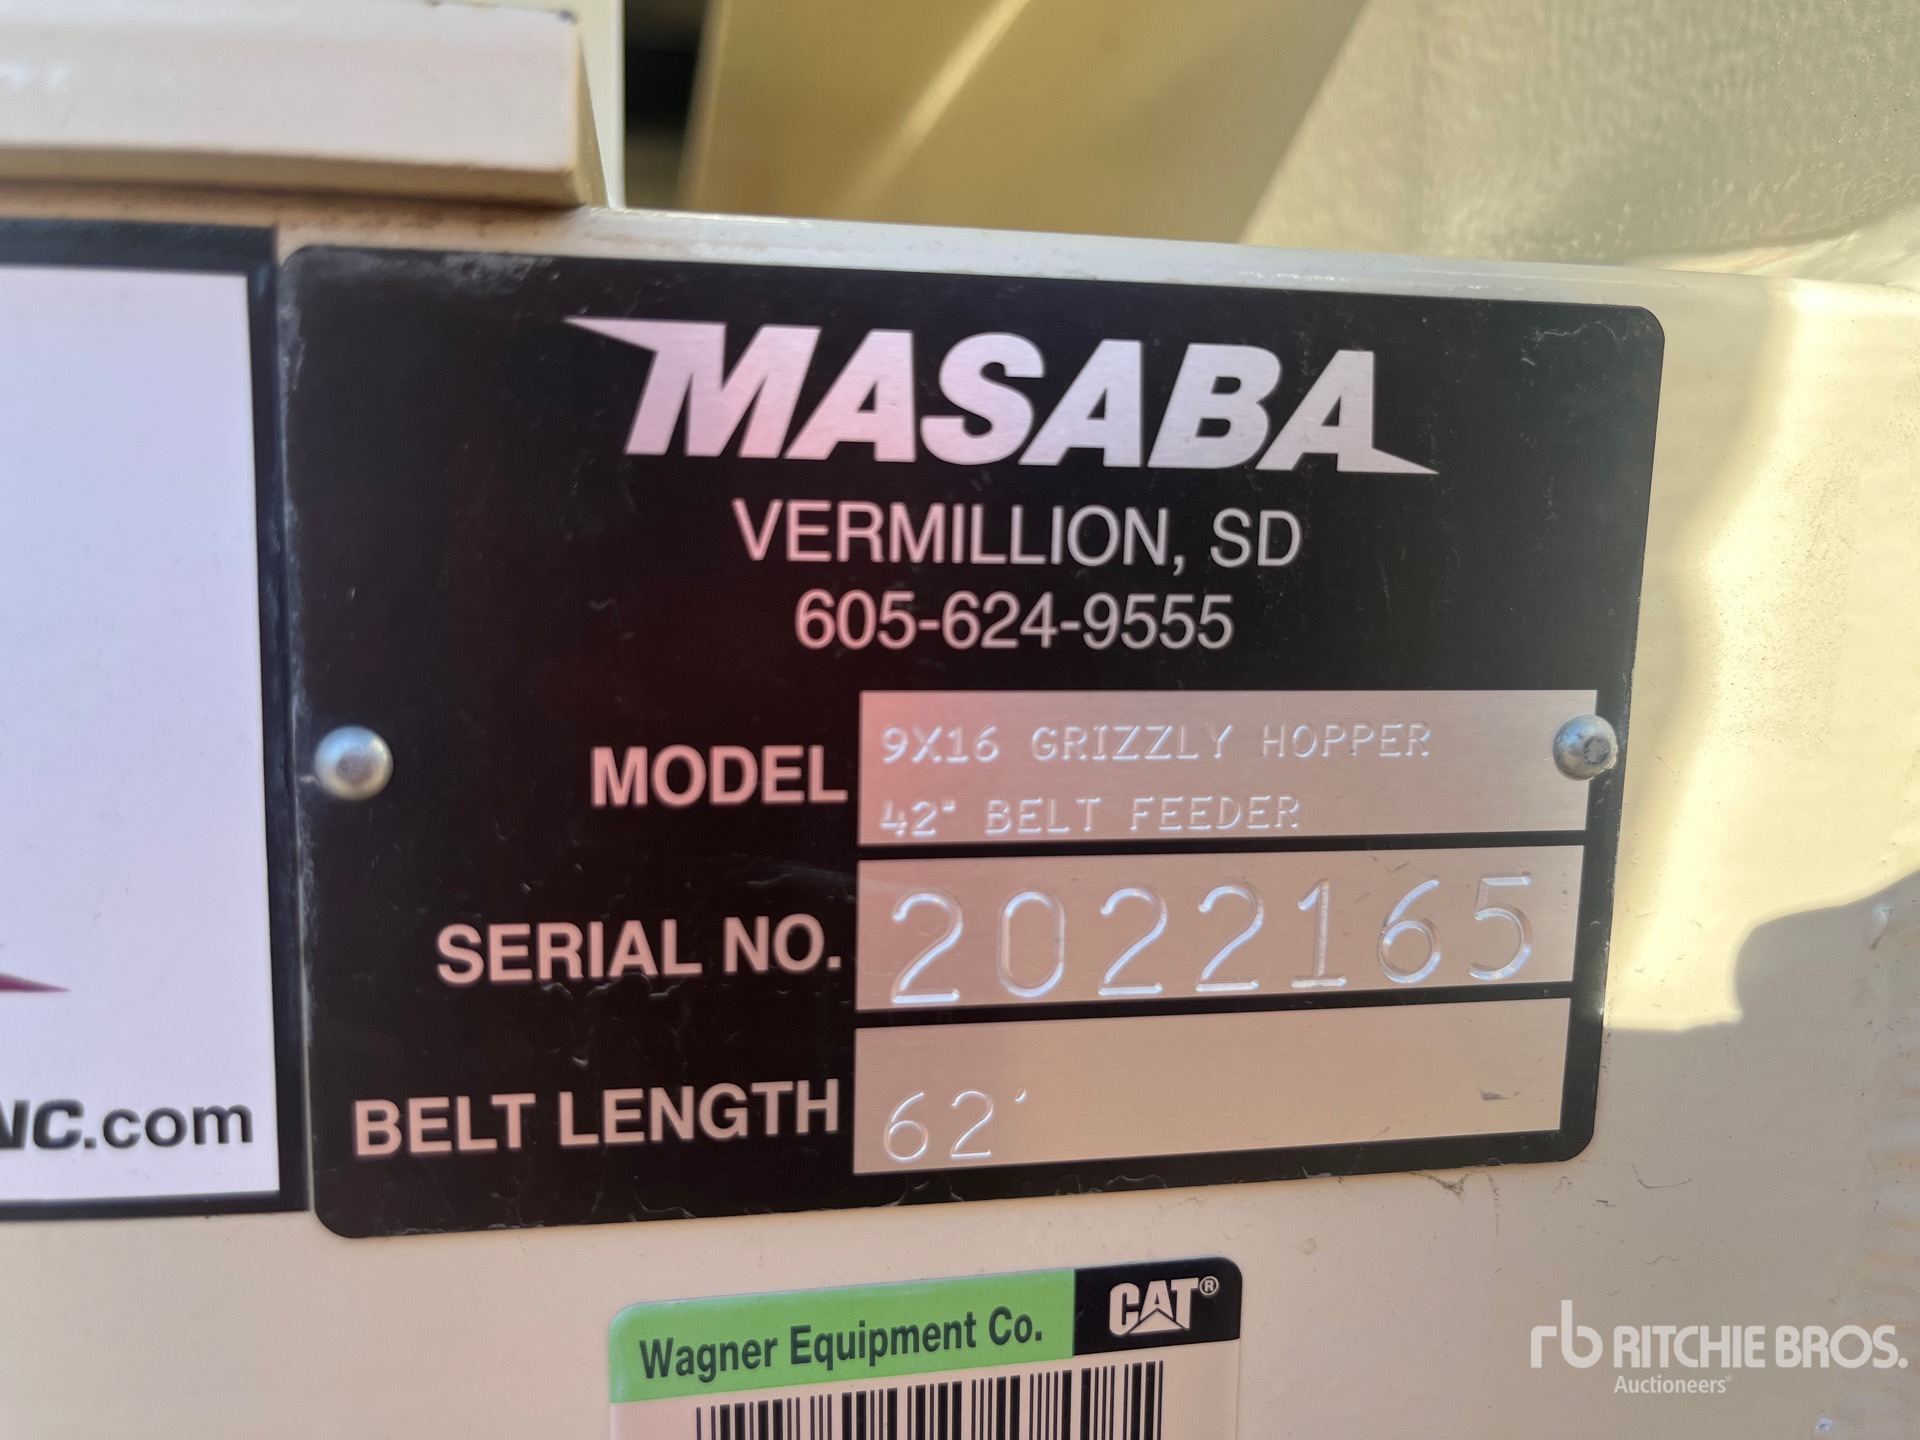 MASABA
VERMILLION, SD
605-624-9555
MODEL 9X16 GRIZZLY HOPPER
42" BELT FEEDER
SERIAL NO. 2022165
BELT LENGTH 62'
NC.com
Wagner Equipment Co. CAT®
rb RITCHIE BROS.
Auctioneers